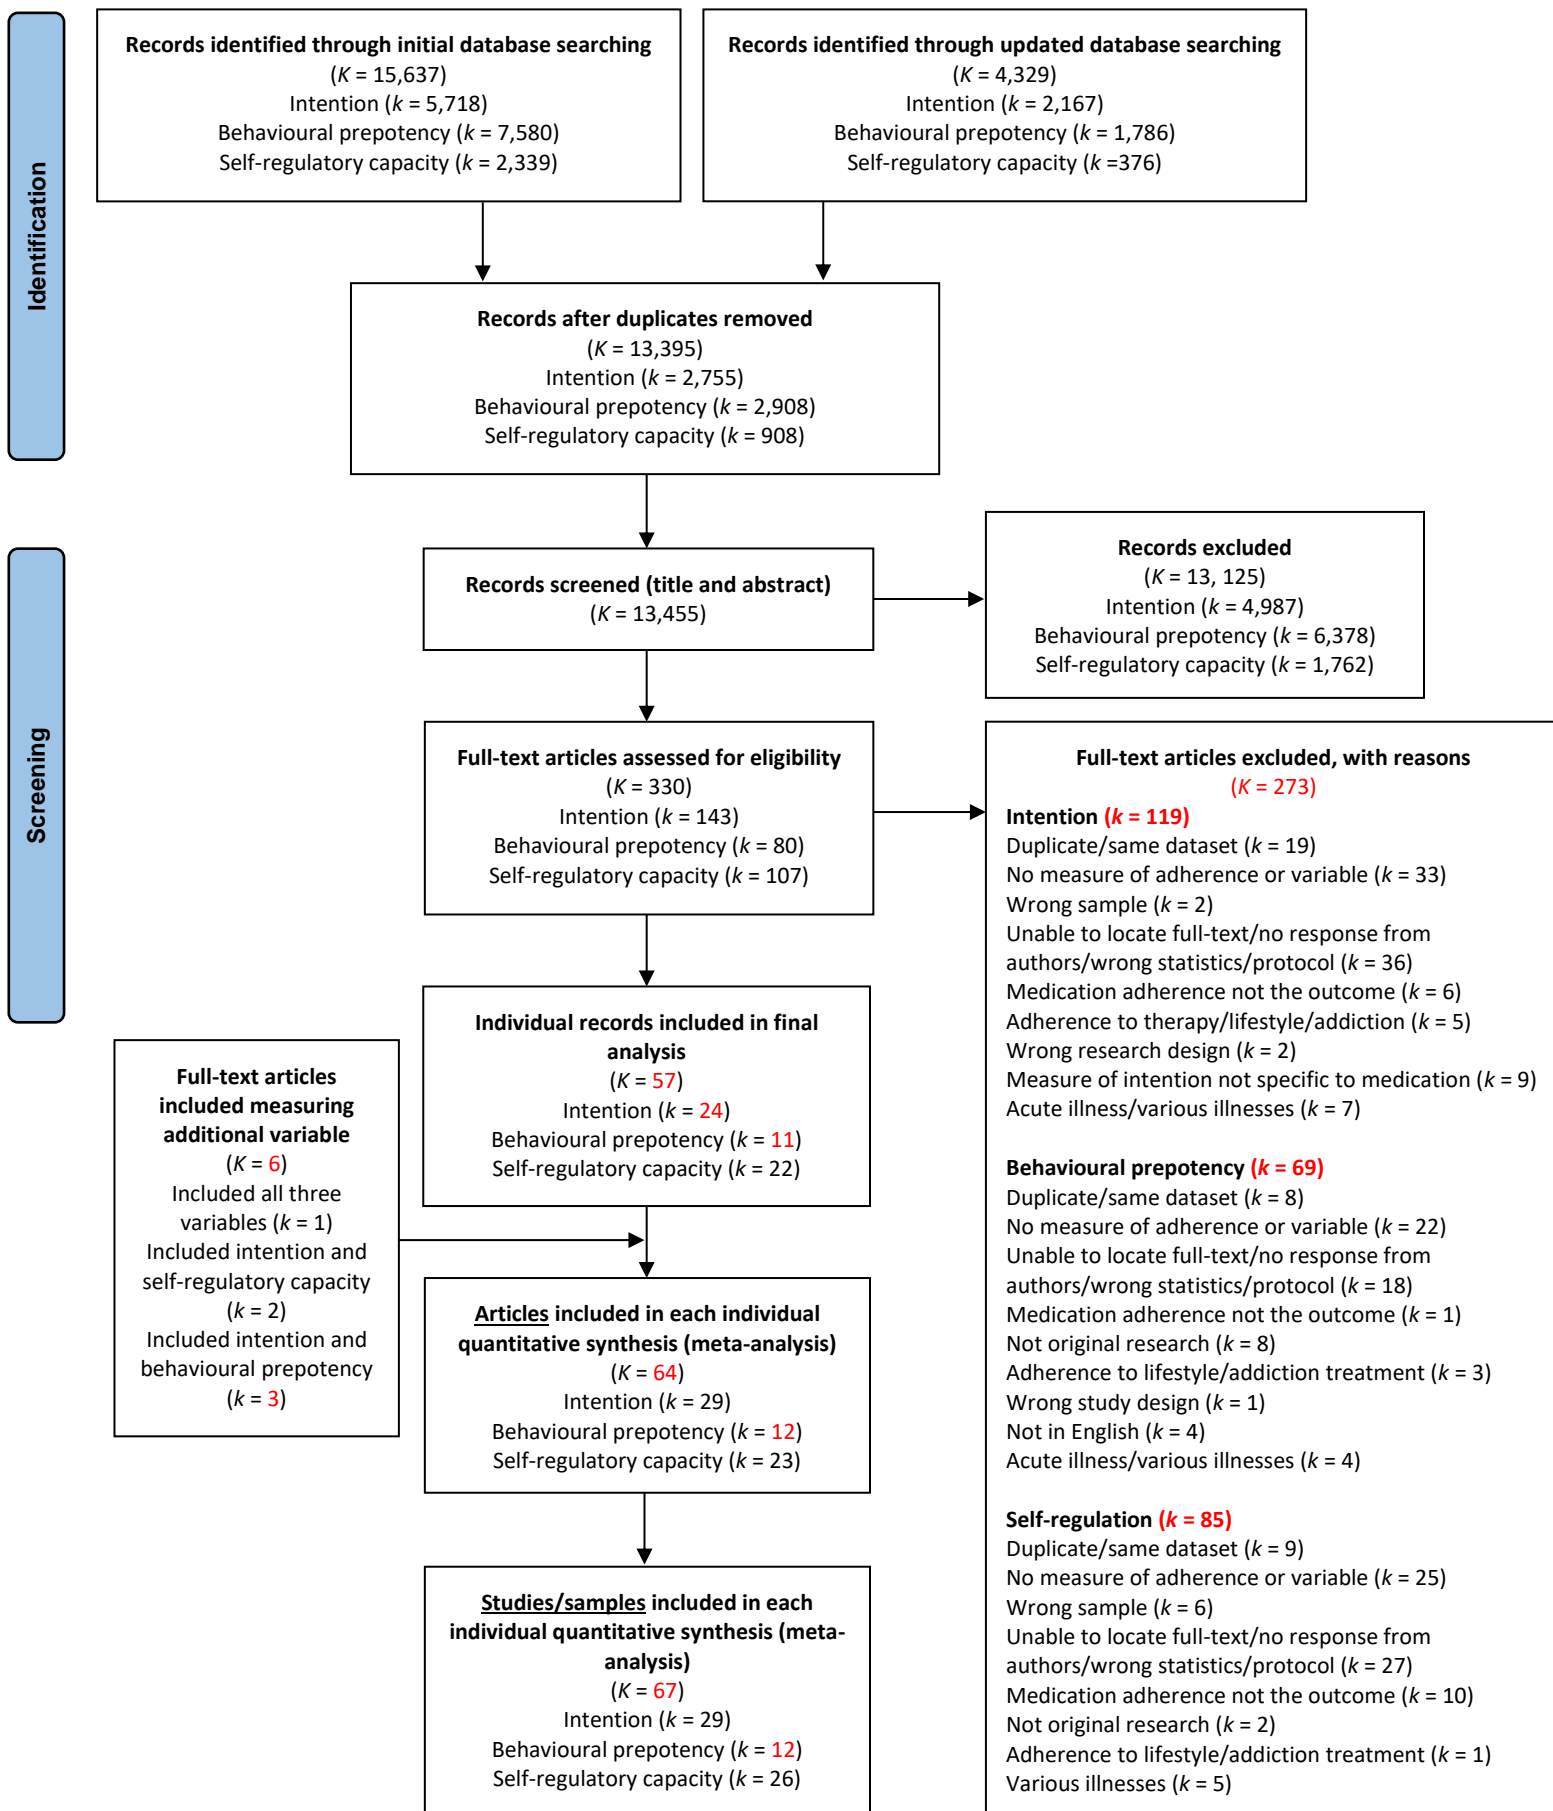 Identification
Records identified through initial database searching
(K = 15,637)
Intention (k = 5,718)
Behavioural prepotency (k = 7,580)
Self-regulatory capacity (k = 2,339)
Records identified through updated database searching
(K = 4,329)
Intention (k = 2,167)
Behavioural prepotency (k = 1,786)
Self-regulatory capacity (k =376)
Records after duplicates removed
(K = 13,395)
Intention (k = 2,755)
Behavioural prepotency (k = 2,908)
Self-regulatory capacity (k = 908)
Screening
Records screened (title and abstract)
(K = 13,455)
Records excluded
(K = 13, 125)
Intention (k = 4,987)
Behavioural prepotency (k = 6,378)
Self-regulatory capacity (k = 1,762)
Full-text articles assessed for eligibility
(K = 330)
Intention (k = 143)
Behavioural prepotency (k = 80)
Self-regulatory capacity (k = 107)
Full-text articles excluded, with reasons
(K = 273)
Intention (k = 119)
Duplicate/same dataset (k = 19)
No measure of adherence or variable (k = 33)
Wrong sample (k = 2)
Unable to locate full-text/no response from
authors/wrong statistics/protocol (k = 36)
Medication adherence not the outcome (k = 6)
Adherence to therapy/lifestyle/addiction (k = 5)
Wrong research design (k = 2)
Measure of intention not specific to medication (k = 9)
Acute illness/various illnesses (k = 7)
Behavioural prepotency (k = 69)
Duplicate/same dataset (k = 8)
No measure of adherence or variable (k = 22)
Unable to locate full-text/no response from
authors/wrong statistics/protocol (k = 18)
Medication adherence not the outcome (k = 1)
Not original research (k = 8)
Adherence to lifestyle/addiction treatment (k = 3)
Wrong study design (k = 1)
Not in English (k = 4)
Acute illness/various illnesses (k = 4)
Self-regulation (k = 85)
Duplicate/same dataset (k = 9)
No measure of adherence or variable (k = 25)
Wrong sample (k = 6)
Unable to locate full-text/no response from
authors/wrong statistics/protocol (k = 27)
Medication adherence not the outcome (k = 10)
Not original research (k = 2)
Adherence to lifestyle/addiction treatment (k = 1)
Various illnesses (k = 5)
Individual records included in final
analysis
(K = 57)
Intention (k = 24)
Behavioural prepotency (k = 11)
Self-regulatory capacity (k = 22)
Full-text articles
included measuring
additional variable
(K = 6)
Included all three
variables (k = 1)
Included intention and
self-regulatory capacity
(k = 2)
Included intention and
behavioural prepotency
(k = 3)
Articles included in each individual
quantitative synthesis (meta-analysis)
(K = 64)
Intention (k = 29)
Behavioural prepotency (k = 12)
Self-regulatory capacity (k = 23)
Studies/samples included in each
individual quantitative synthesis (meta-
analysis)
(K = 67)
Intention (k = 29)
Behavioural prepotency (k = 12)
Self-regulatory capacity (k = 26)